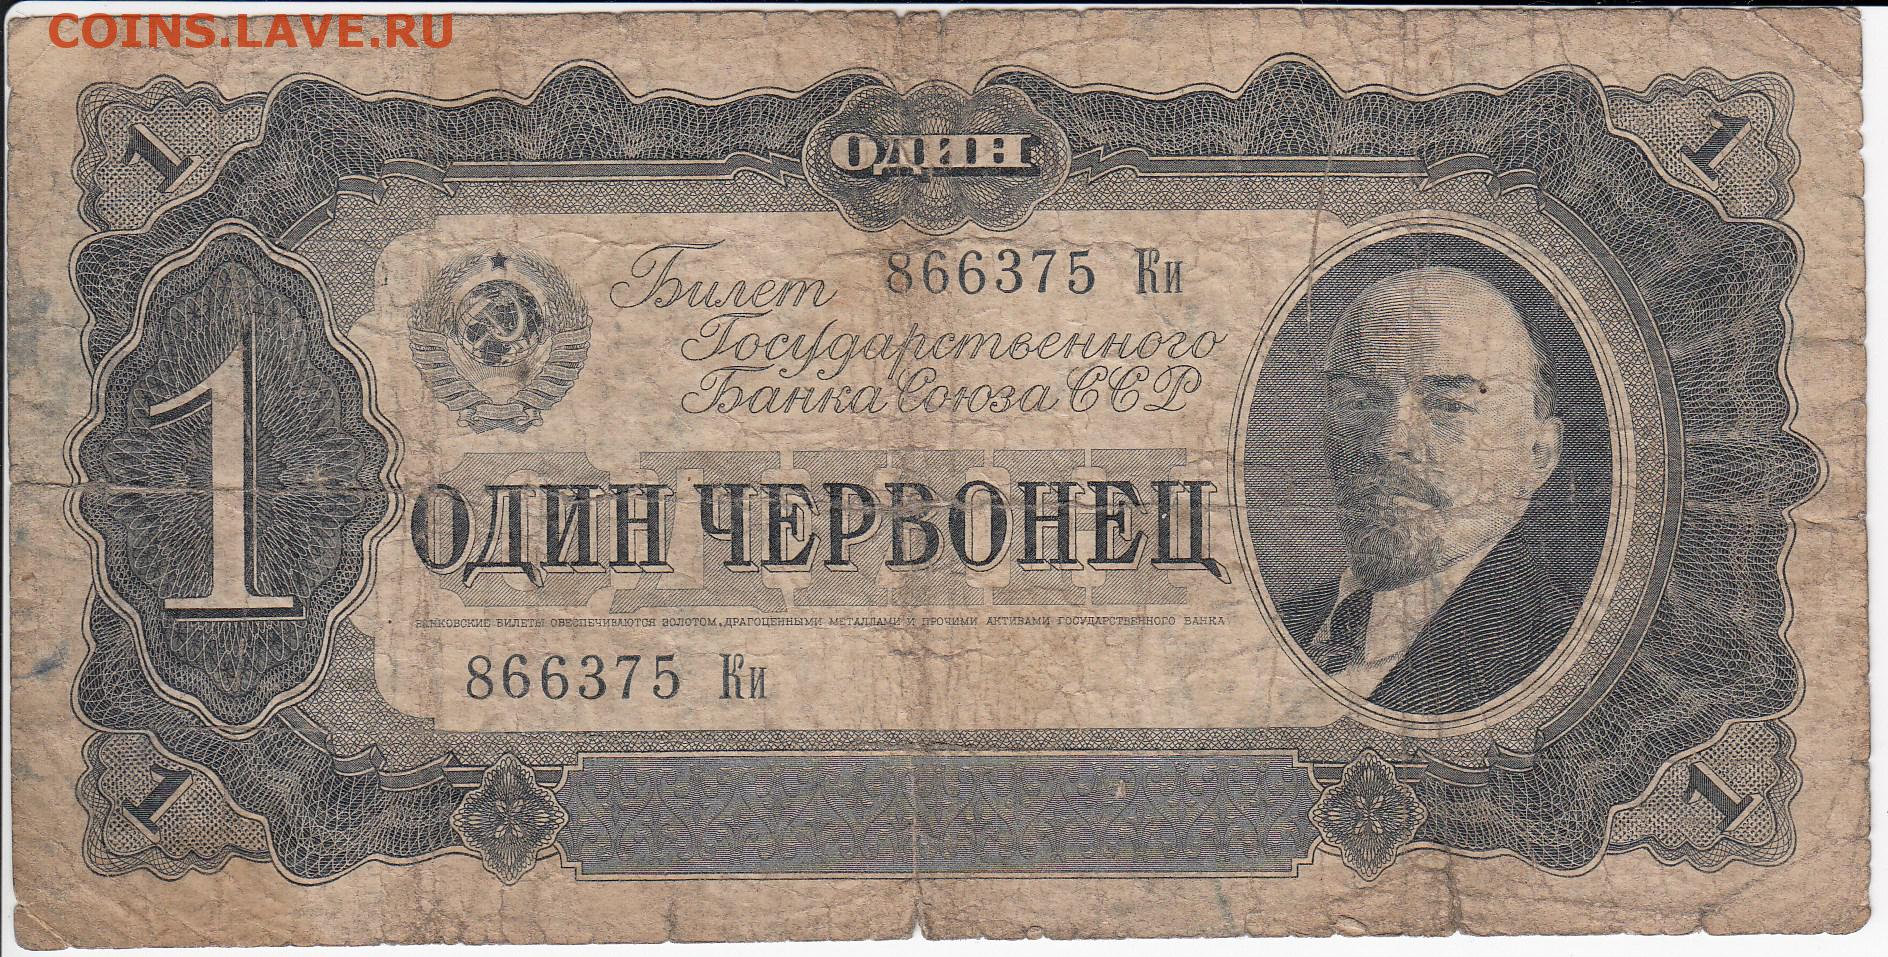 COINS.LAVE.RU
1
ОДИН
1
Билет
866375 Ки
Государственного
Банка Союза ССР
1
ОДИН
ОДИН ЧЕРВОНЕЦ
БАНКОВСКИЕ БИЛЕТЫ ОБЕСПЕЧИВАЮТСЯ ЗОЛОТОМ, ДРАГОЦЕННЫМИ МЕТАЛЛАМИ И ПРОЧИМИ АКТИВАМИ ГОСУДАРСТВЕННОГО БАНКА
866375 Ки
1
1